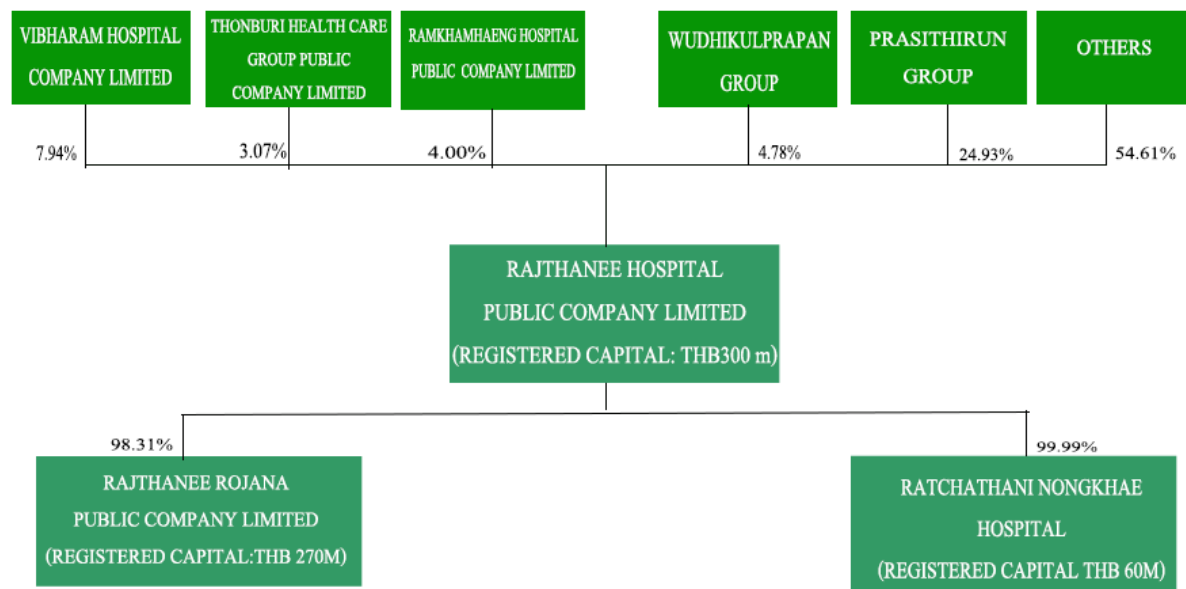 VIBHARAM HOSPITAL
COMPANY LIMITED
THONBURI HEALTH CARE
GROUP PUBLIC
COMPANY LIMITED
RAMKHAMHAENG HOSPITAL
PUBLIC COMPANY LIMITED
WUDHIKULPRAPAN
GROUP
PRASITHIRUN
GROUP
OTHERS
7.94%
3.07%
4.00%
4.78%
24.93%
54.61%
RAJTHANEE HOSPITAL
PUBLIC COMPANY LIMITED
(REGISTERED CAPITAL: THB300 m)
98.31%
99.99%
RAJTHANEE ROJANA
PUBLIC COMPANY LIMITED
(REGISTERED CAPITAL:THB 270M)
RATCHATHANI NONGKHAE
HOSPITAL
(REGISTERED CAPITAL THB 60M)